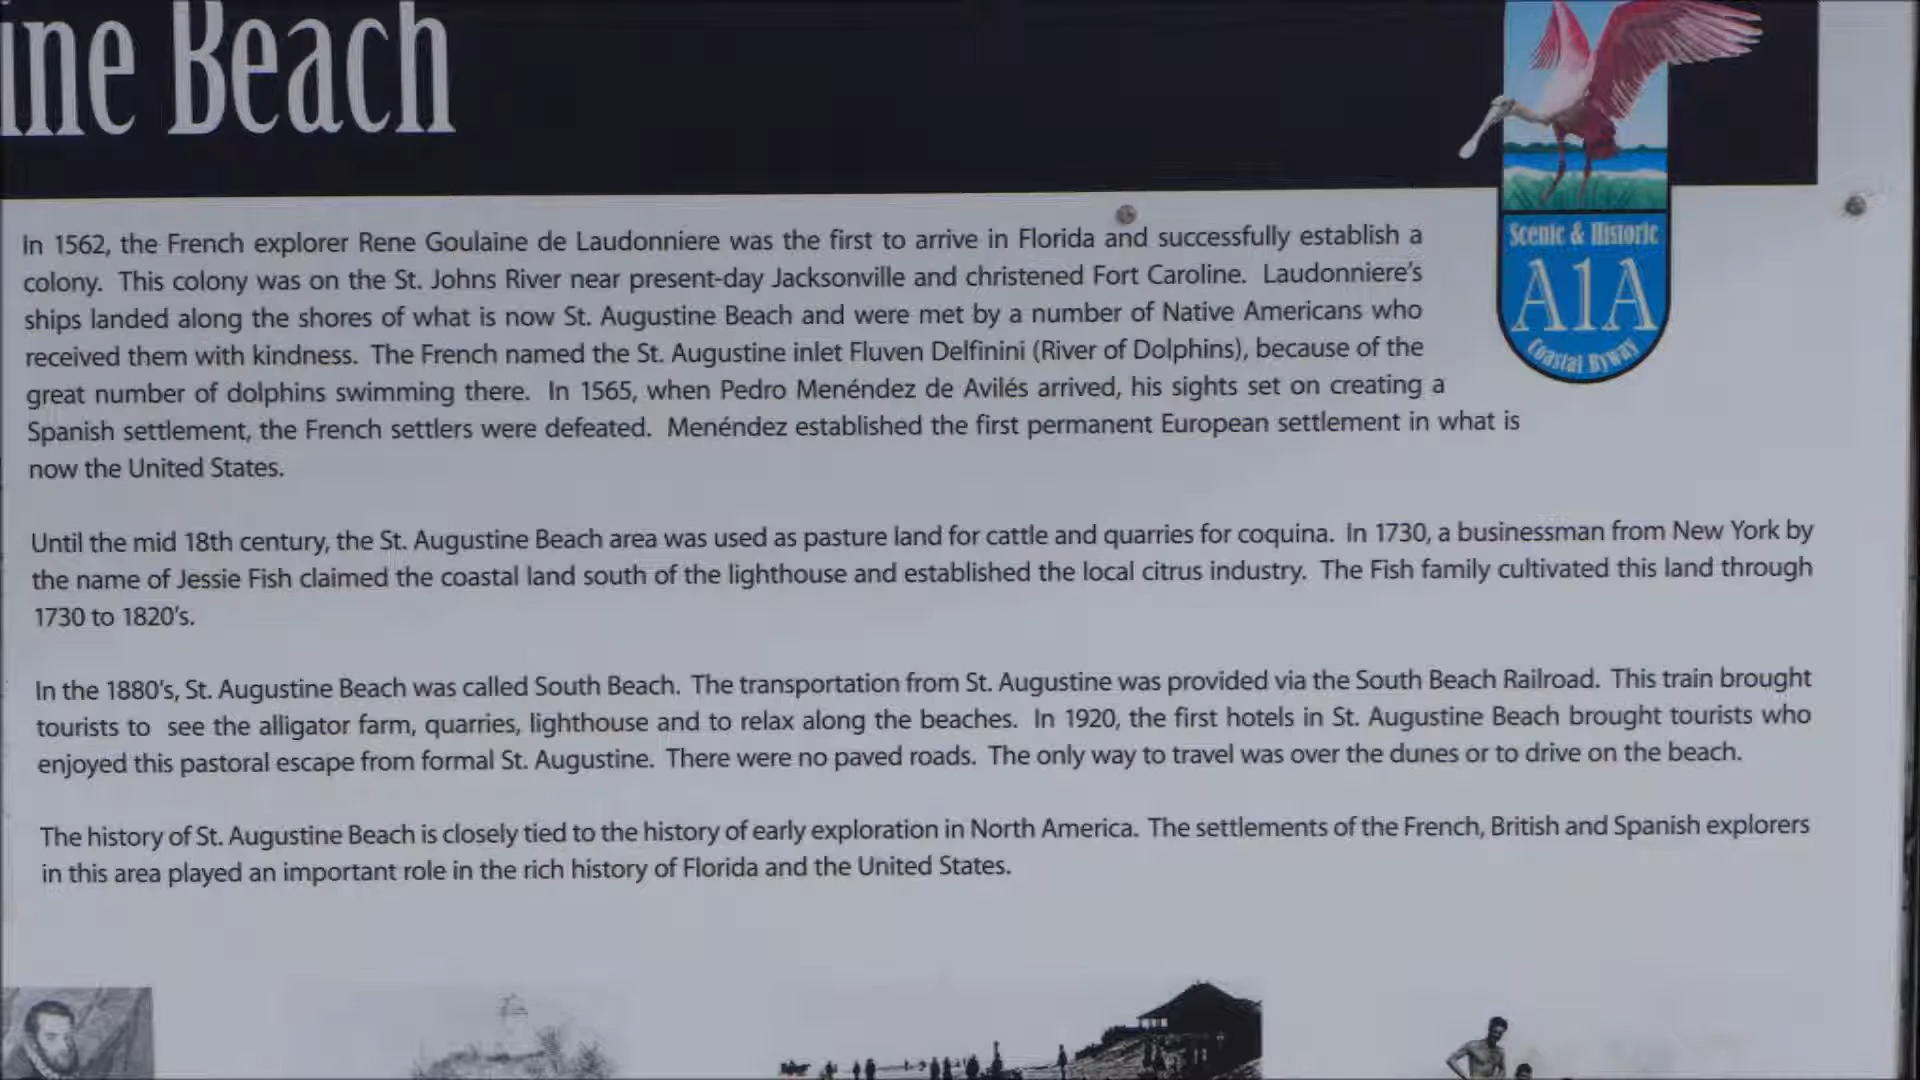 ine Beach
In 1562, the French explorer Rene Goulaine de Laudonniere was the first to arrive in Florida and successfully establish a
colony. This colony was on the St. Johns River near present-day Jacksonville and christened Fort Caroline. Laudonniere's
ships landed along the shores of what is now St. Augustine Beach and were met by a number of Native Americans who
received them with kindness. The French named the St. Augustine inlet Fluven Delfinini (River of Dolphins), because of the
great number of dolphins swimming there. In 1565, when Pedro Menéndez de Avilés arrived, his sights set on creating a
Spanish settlement, the French settlers were defeated. Menéndez established the first permanent European settlement in what is
now the United States.
Until the mid 18th century, the St. Augustine Beach area was used as pasture land for cattle and quarries for coquina. In 1730, a businessman from New York by
the name of Jessie Fish claimed the coastal land south of the lighthouse and established the local citrus industry. The Fish family cultivated this land through
1730 to 1820's.
In the 1880's, St. Augustine Beach was called South Beach. The transportation from St. Augustine was provided via the South Beach Railroad. This train brought
tourists to see the alligator farm, quarries, lighthouse and to relax along the beaches. In 1920, the first hotels in St. Augustine Beach brought tourists who
enjoyed this pastoral escape from formal St. Augustine. There were no paved roads. The only way to travel was over the dunes or to drive on the beach.
The history of St. Augustine Beach is closely tied to the history of early exploration in North America. The settlements of the French, British and Spanish explorers
in this area played an important role in the rich history of Florida and the United States.
Scenic & Historic
A1A
Coastal Byway